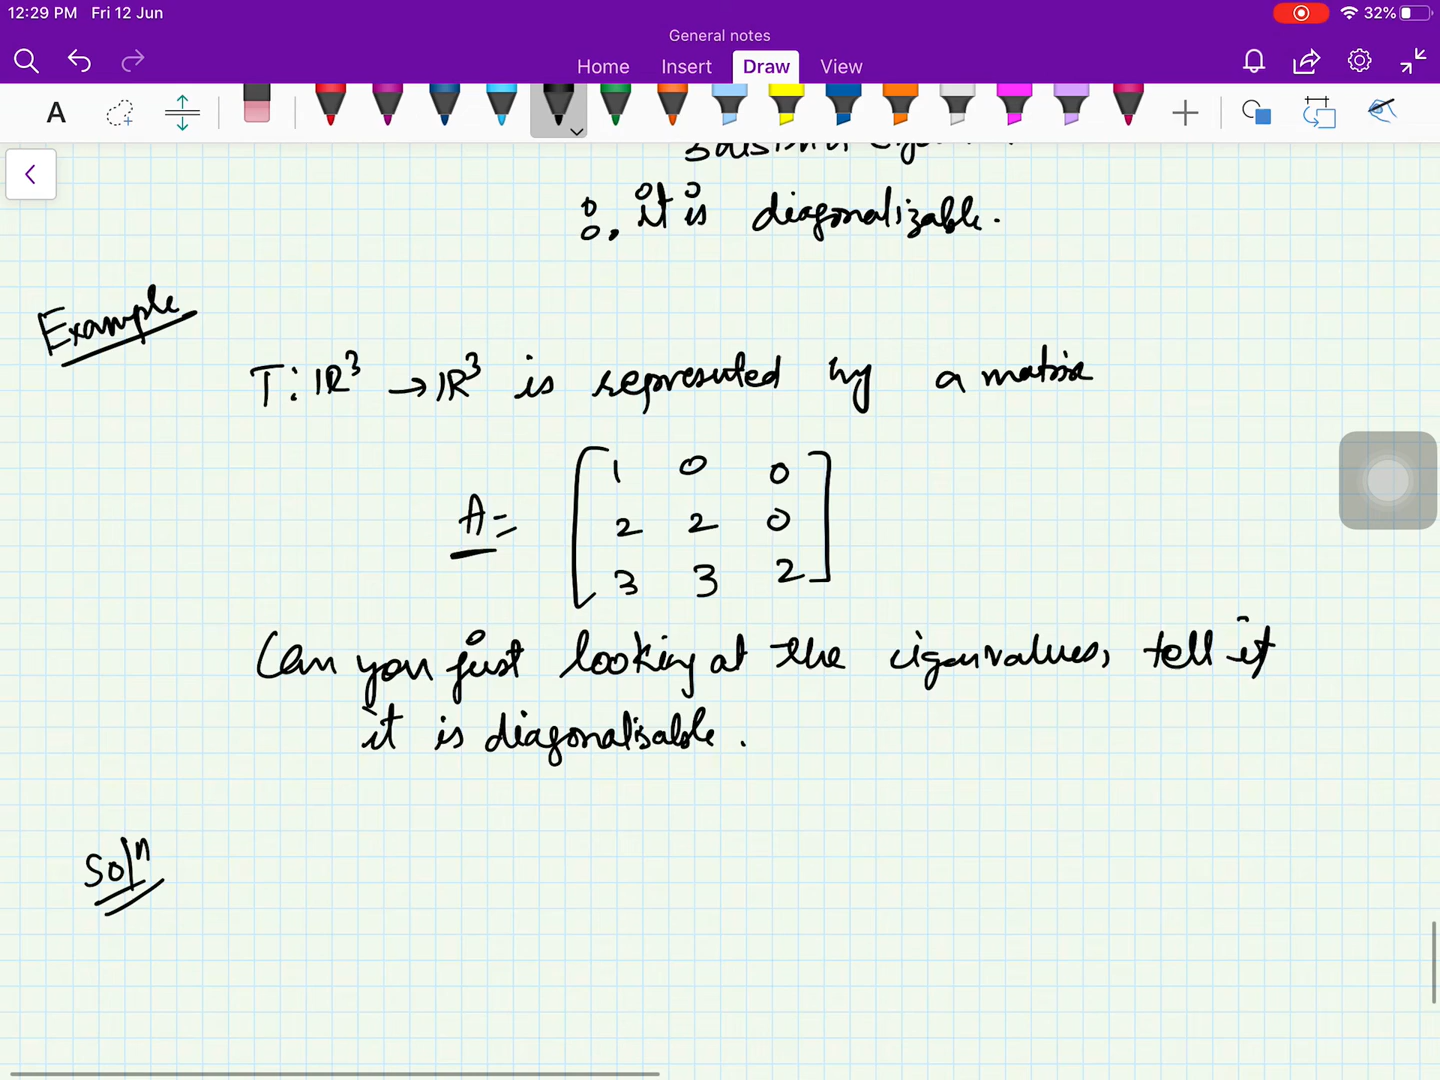 12:29 PM Fri 12 Jun
32%
General notes
Home Insert Draw View
A
∴ it is diagonalizable.
Example
T: ℝ³ → ℝ³ is represented by a matrix
A = [ 1 0 0
2 2 0
3 3 2 ]
Can you just looking at the eigenvalues, tell if
it is diagonalisable.
Solⁿ